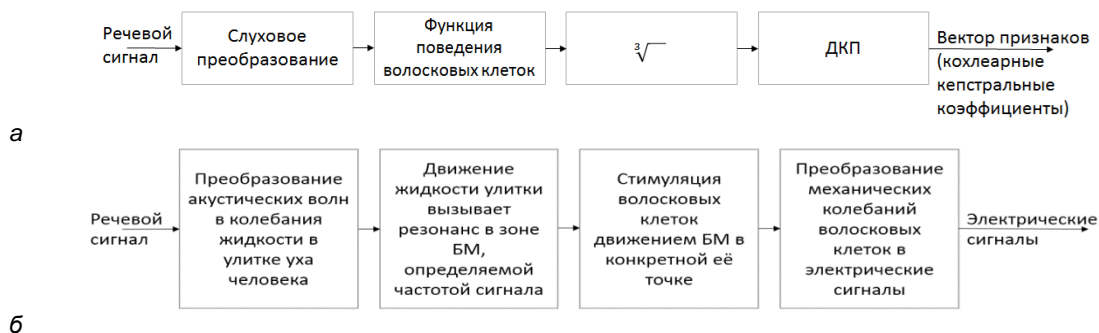 Речевой
сигнал
Слуховое
преобразование
Функция
поведения
волосковых клеток
∛
ДКП
Вектор признаков
(кохлеарные
кепстральные
коэффициенты)
а
Речевой
сигнал
Преобразование
акустических волн
в колебания
жидкости в
улитке уха
человека
Движение
жидкости улитки
вызывает
резонанс в зоне
БМ,
определяемой
частотой сигнала
Стимуляция
волосковых
клеток
движением БМ в
конкретной её
точке
Преобразование
механических
колебаний
волосковых
клеток в
электрические
сигналы
Электрические
сигналы
б